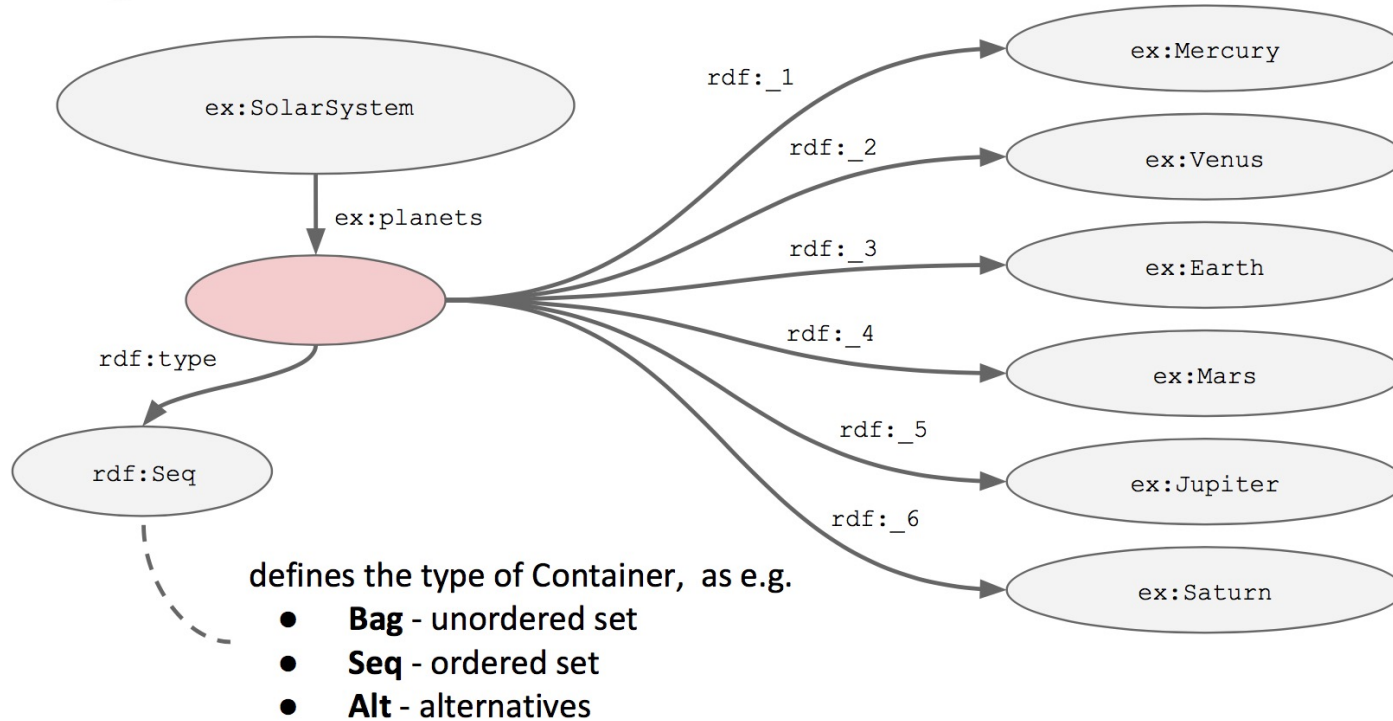 ex:SolarSystem
ex:planets
rdf:type
rdf:Seq
rdf:_1
rdf:_2
rdf:_3
rdf:_4
rdf:_5
rdf:_6
ex:Mercury
ex:Venus
ex:Earth
ex:Mars
ex:Jupiter
ex:Saturn
defines the type of Container, as e.g.
● Bag - unordered set
● Seq - ordered set
● Alt - alternatives